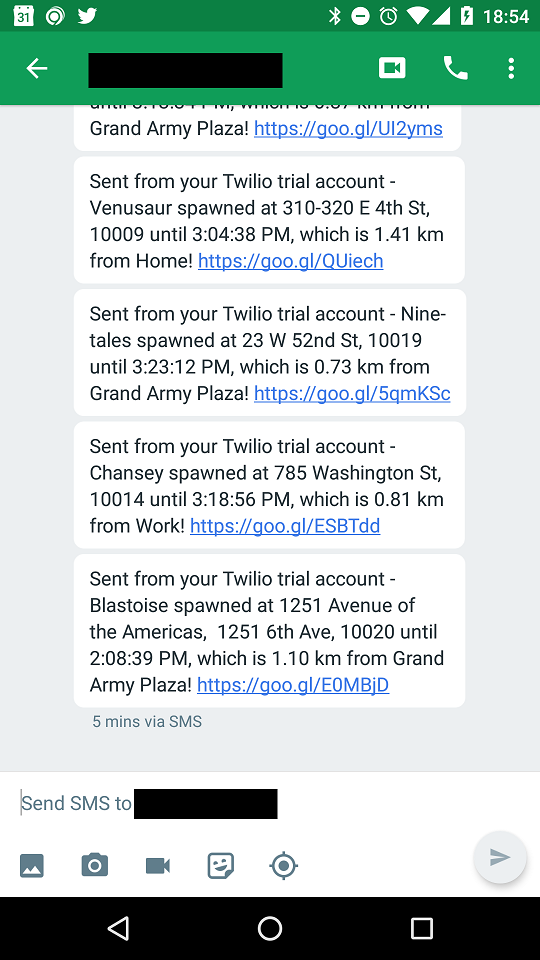 31
18:54
Grand Army Plaza! https://goo.gl/UI2yms
Sent from your Twilio trial account -
Venusaur spawned at 310-320 E 4th St,
10009 until 3:04:38 PM, which is 1.41 km
from Home! https://goo.gl/QUiech
Sent from your Twilio trial account - Nine-
tales spawned at 23 W 52nd St, 10019
until 3:23:12 PM, which is 0.73 km from
Grand Army Plaza! https://goo.gl/5qmKSc
Sent from your Twilio trial account -
Chansey spawned at 785 Washington St,
10014 until 3:18:56 PM, which is 0.81 km
from Work! https://goo.gl/ESBTdd
Sent from your Twilio trial account -
Blastoise spawned at 1251 Avenue of
the Americas,  1251 6th Ave, 10020 until
2:08:39 PM, which is 1.10 km from Grand
Army Plaza! https://goo.gl/E0MBjD
5 mins via SMS
Send SMS to